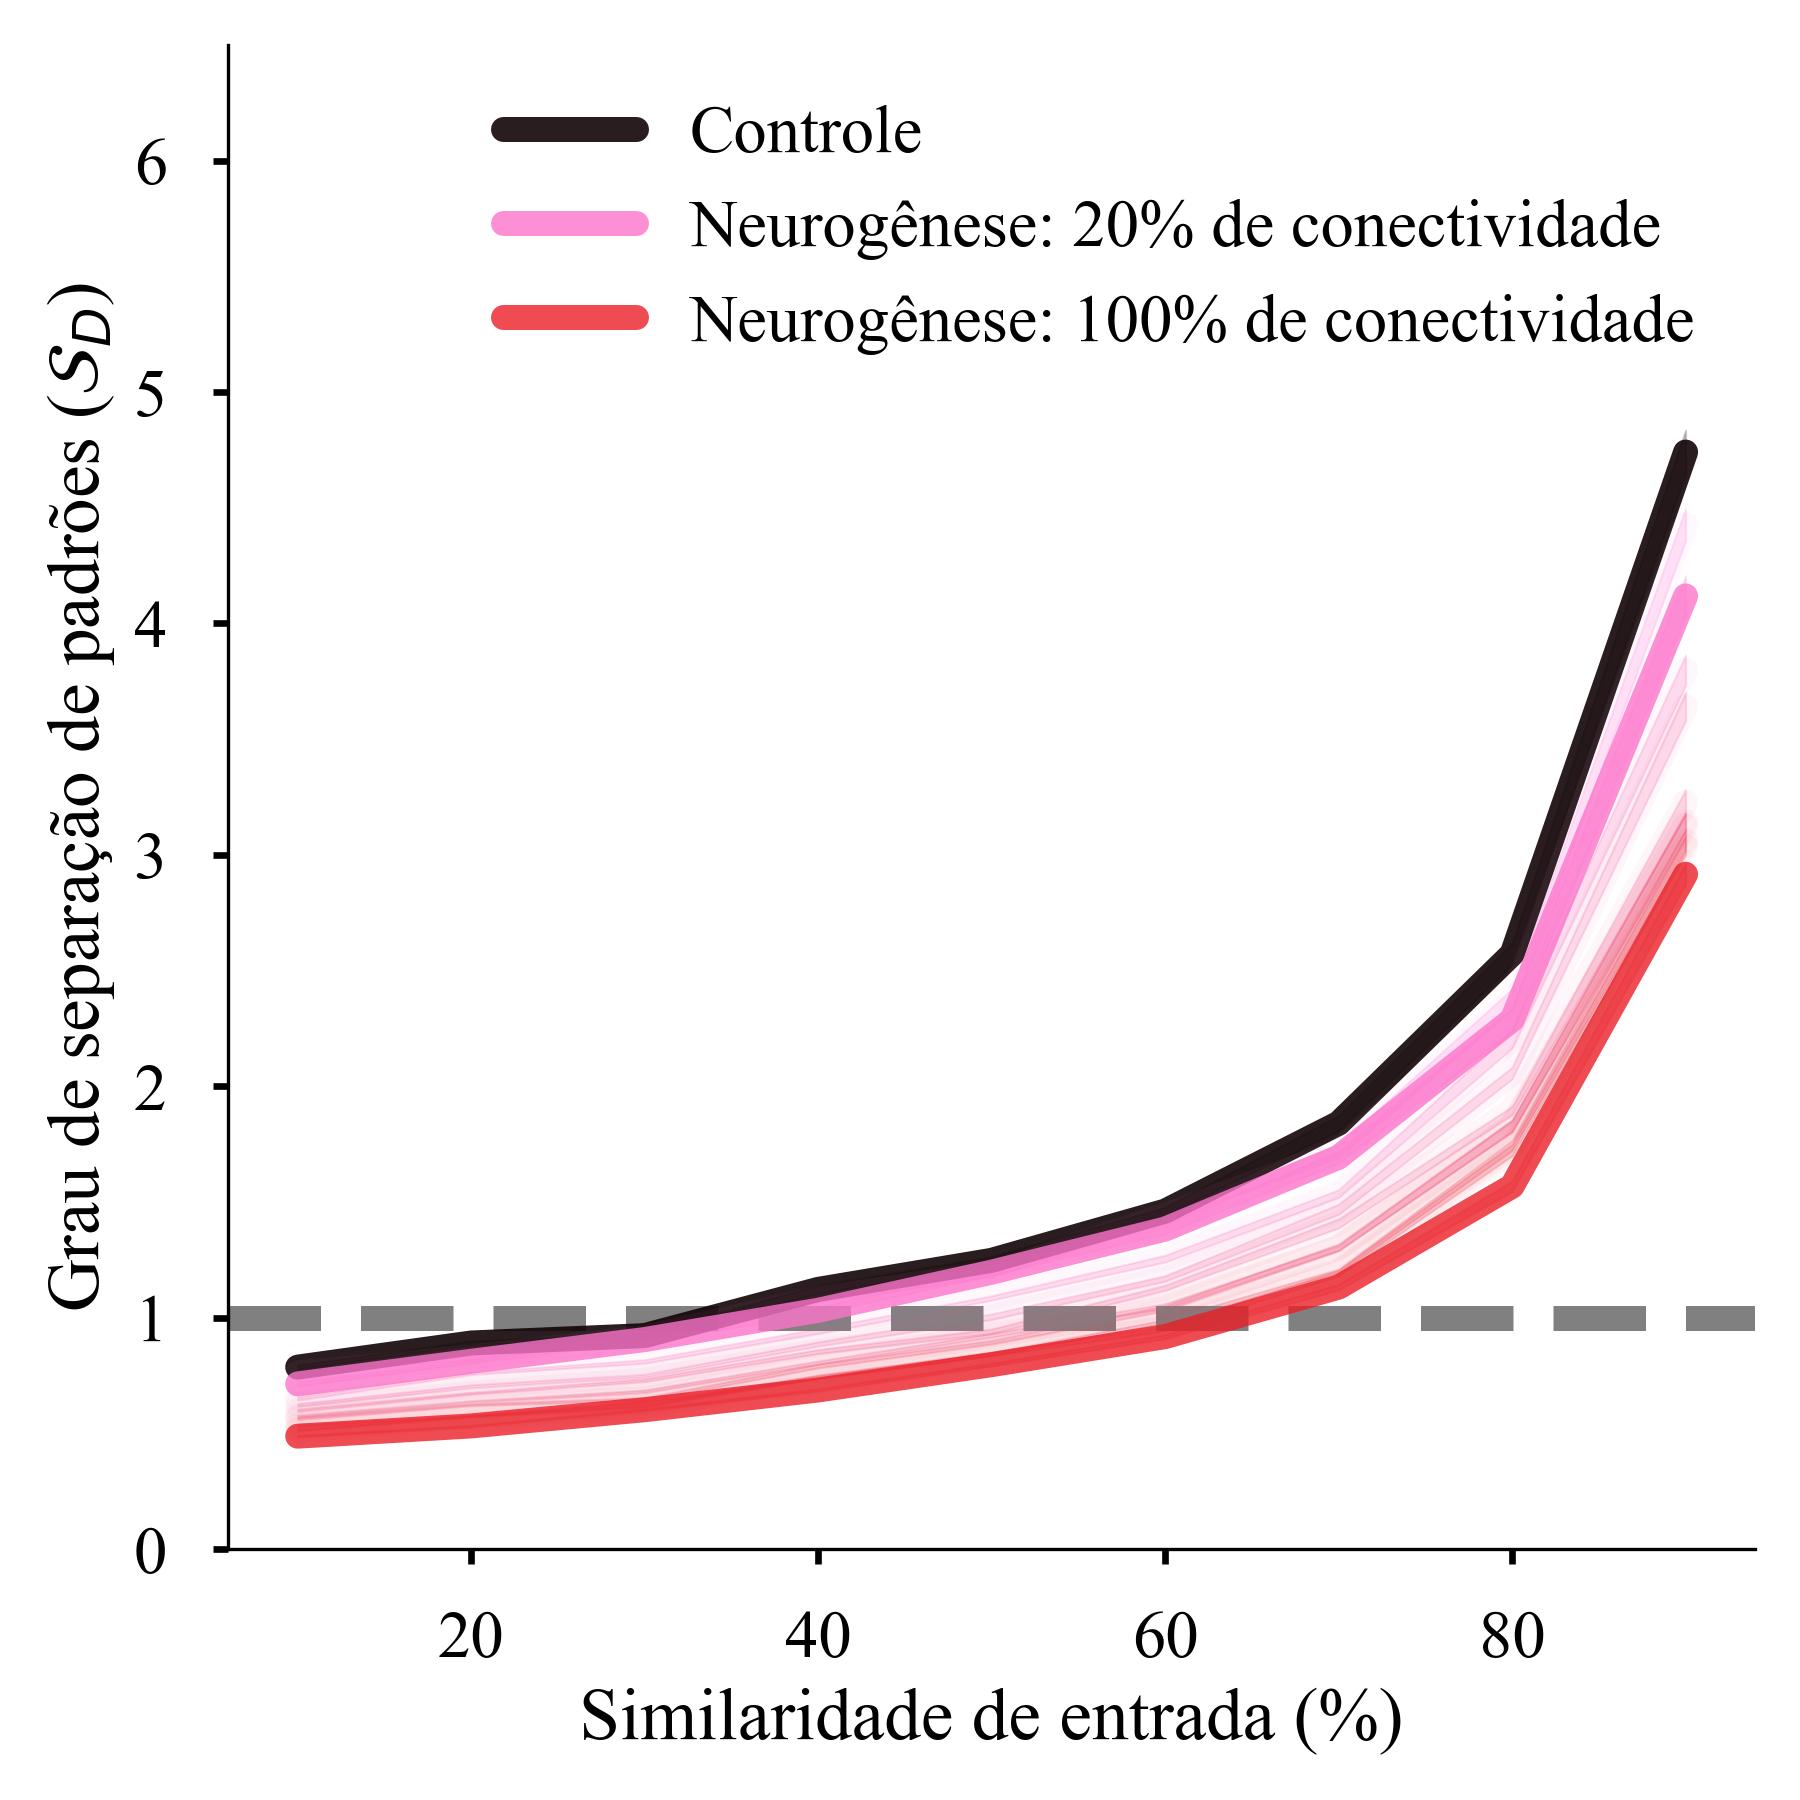 Controle
Neurogênese: 20% de conectividade
Neurogênese: 100% de conectividade
Grau de separação de padrões (S_D)
6
5
4
3
2
1
0
20 40 60 80
Similaridade de entrada (%)